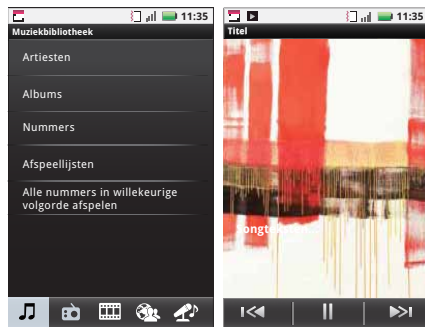 11:35
Muziekbibliotheek
Artiesten
Albums
Nummers
Afspeellijsten
Alle nummers in willekeurige
volgorde afspelen
11:35
Titel